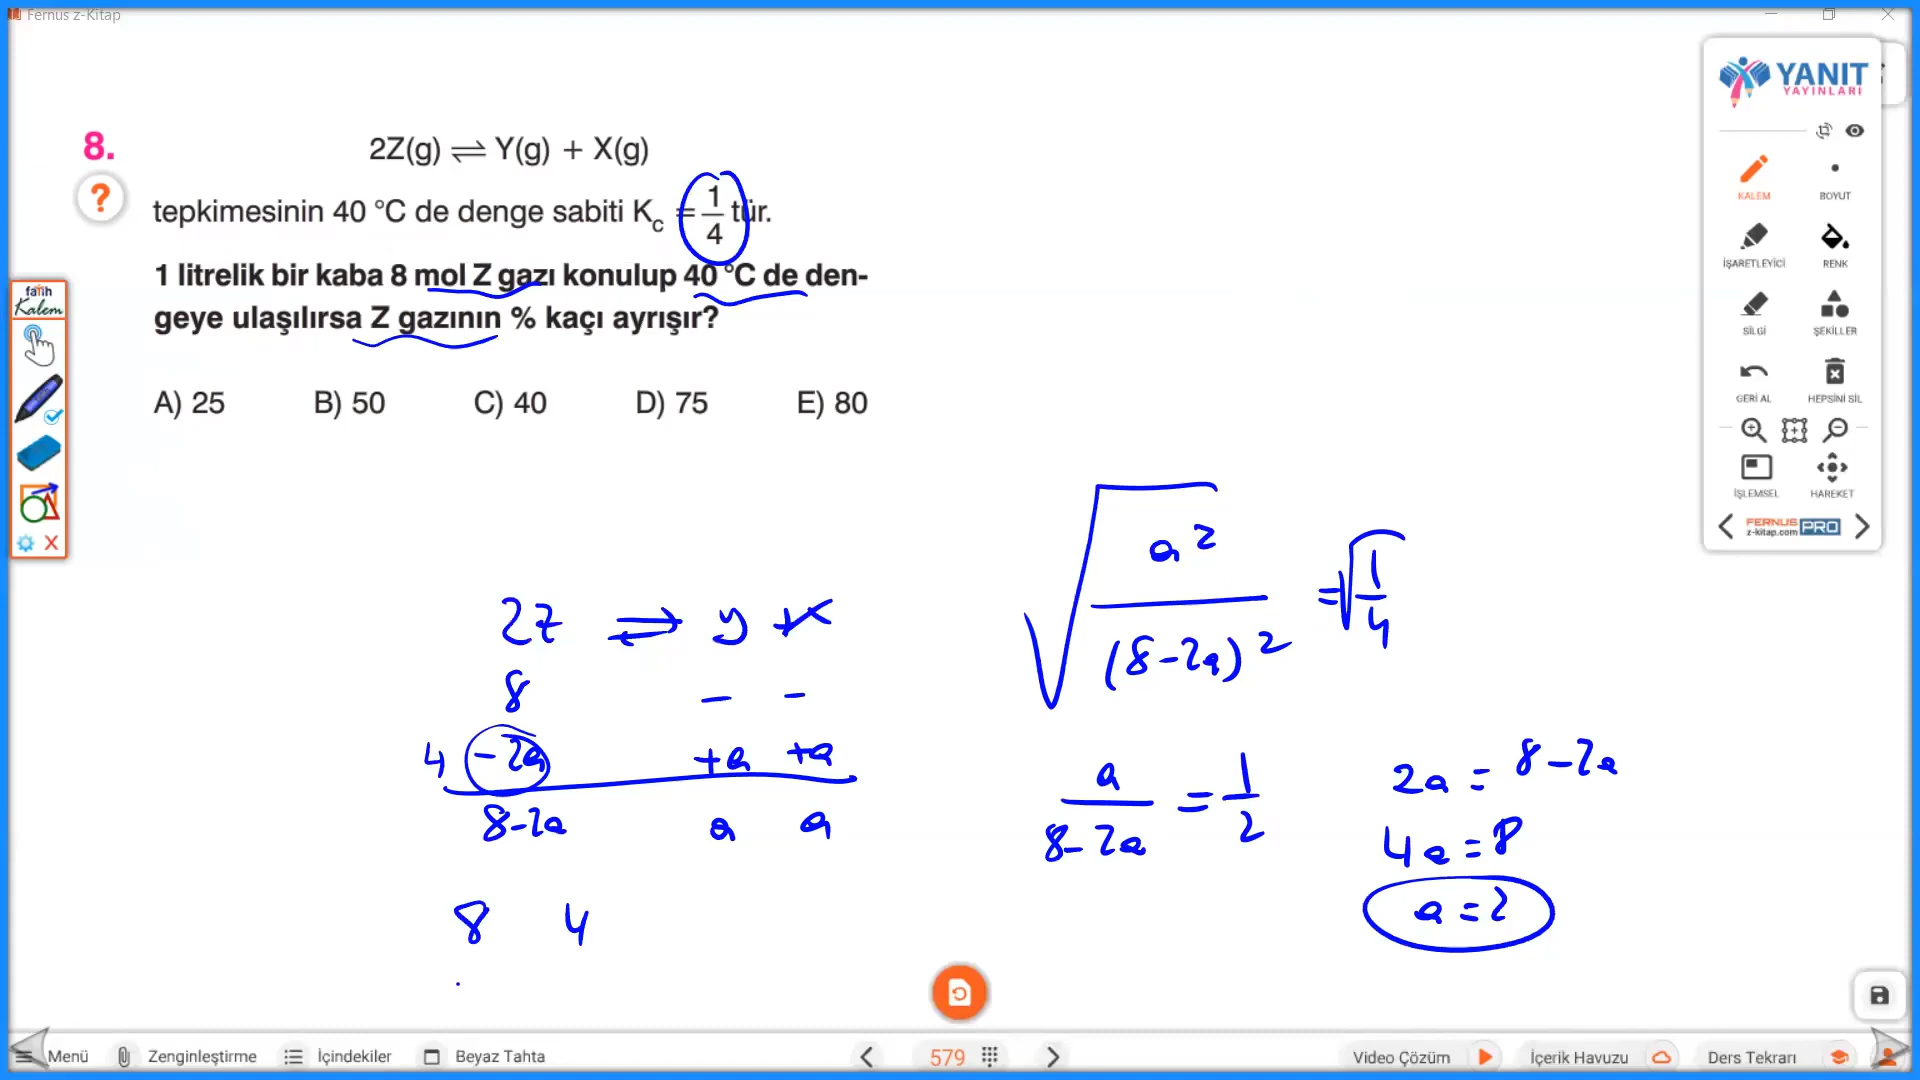 Fernus z-Kitap
YANIT
YAYINLARI
8.
2Z(g) ⇌ Y(g) + X(g)
?
tepkimesinin 40 °C de denge sabiti Kc = 1/4 tür.
1 litrelik bir kaba 8 mol Z gazı konulup 40 °C de den-
geye ulaşılırsa Z gazının % kaçı ayrışır?
A) 25 B) 50 C) 40 D) 75 E) 80
fatih
Kalem
KALEM BOYUT
İŞARETLEYİCİ RENK
SİLGİ ŞEKİLLER
GERİ AL HEPSİNİ SİL
İŞLEMSEL HAREKET
FERNUS PRO
z-kitap.com
2Z ⇌ y + x
8 - -
4 -2a +a +a
8-2a a a
8 4
√(a²/(8-2a)²) = √(1/4)
a/(8-2a) = 1/2
2a = 8-2a
4a = 8
a = 2
Menü Zenginleştirme İçindekiler Beyaz Tahta 579 Video Çözüm İçerik Havuzu Ders Tekrarı